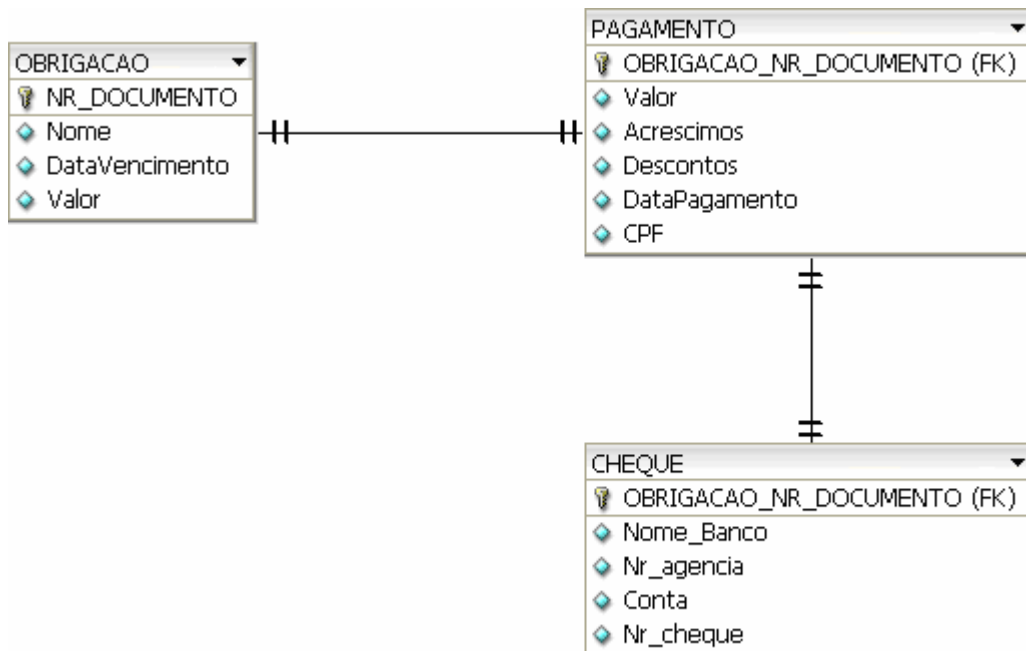 OBRIGACAO
NR_DOCUMENTO
Nome
DataVencimento
Valor
PAGAMENTO
OBRIGACAO_NR_DOCUMENTO (FK)
Valor
Acrescimos
Descontos
DataPagamento
CPF
CHEQUE
OBRIGACAO_NR_DOCUMENTO (FK)
Nome_Banco
Nr_agencia
Conta
Nr_cheque